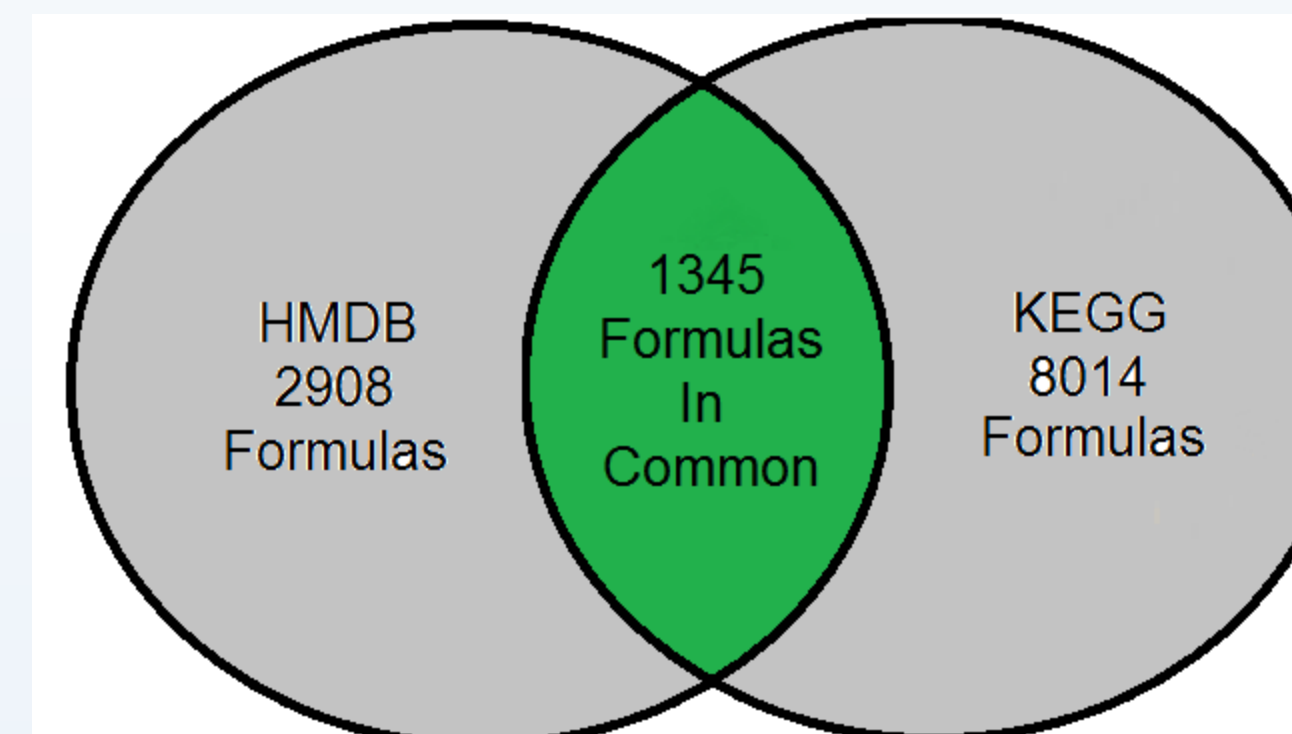 HMDB
2908
Formulas
1345
Formulas
In
Common
KEGG
8014
Formulas